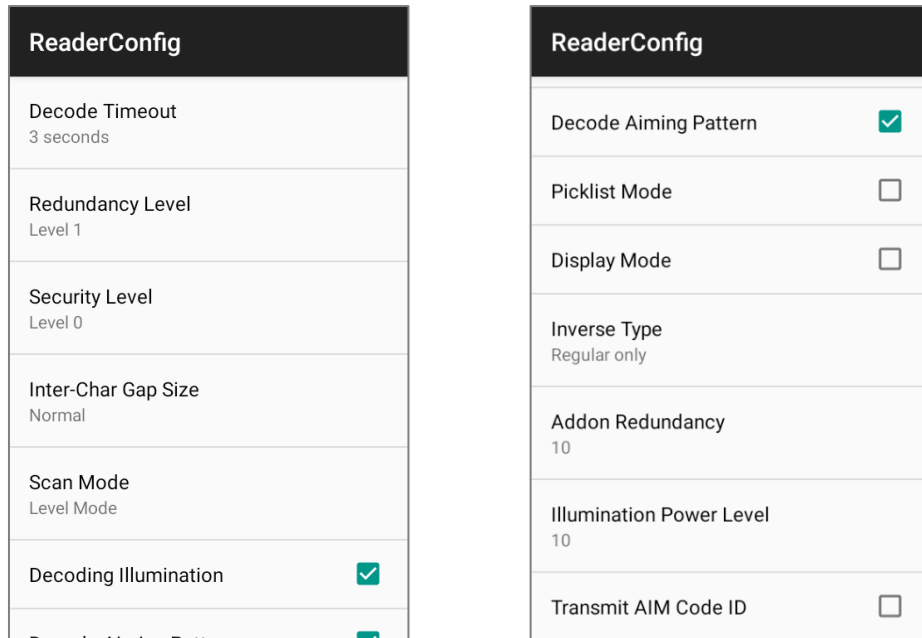 ReaderConfig
Decode Timeout
3 seconds
Redundancy Level
Level 1
Security Level
Level 0
Inter-Char Gap Size
Normal
Scan Mode
Level Mode
Decoding Illumination
ReaderConfig
Decode Aiming Pattern
Picklist Mode
Display Mode
Inverse Type
Regular only
Addon Redundancy
10
Illumination Power Level
10
Transmit AIM Code ID